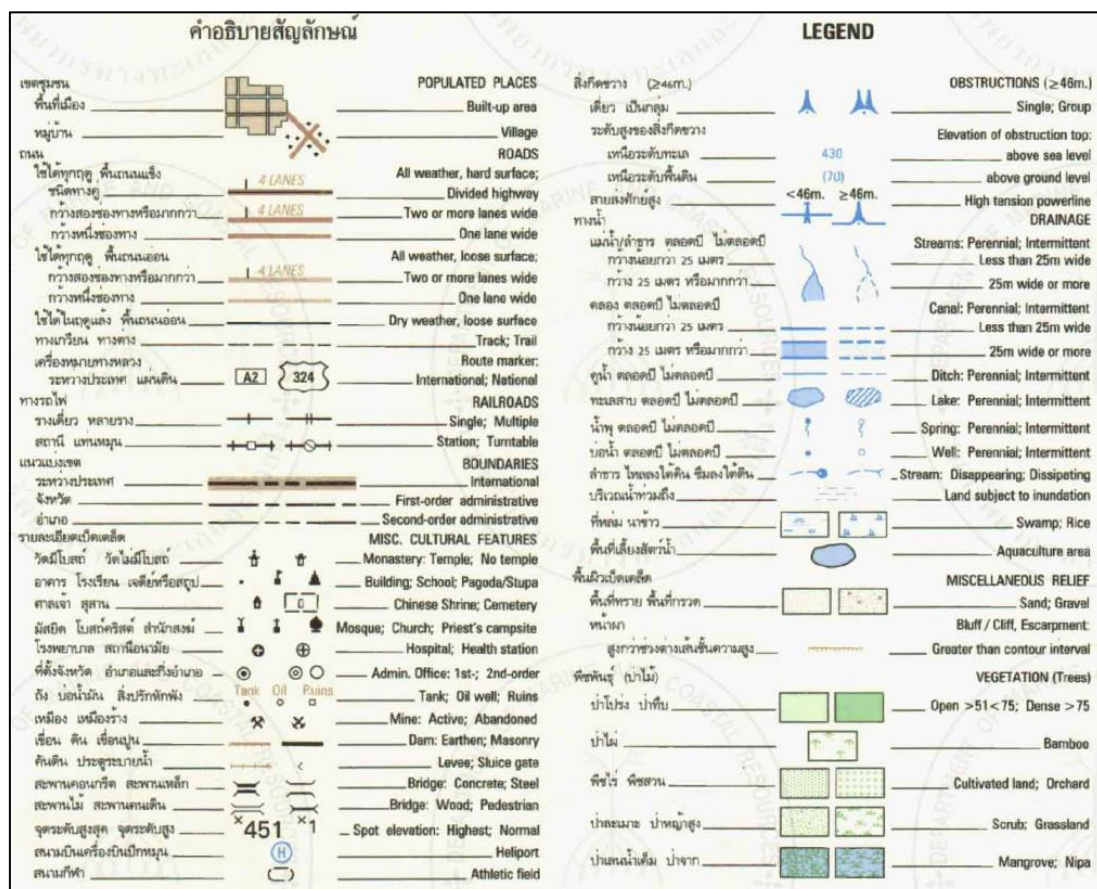 คำอธิบายสัญลักษณ์
เขตชุมชน POPULATED PLACES
พื้นที่เมือง Built-up area
หมู่บ้าน Village
ถนน ROADS
ใช้ได้ทุกฤดู พื้นถนนแข็ง All weather, hard surface;
ชนิดทางคู่ 4 LANES Divided highway
กว้างสองช่องทางหรือมากกว่า 4 LANES Two or more lanes wide
กว้างหนึ่งช่องทาง One lane wide
ใช้ได้ทุกฤดู พื้นถนนอ่อน All weather, loose surface;
กว้างสองช่องทางหรือมากกว่า 4 LANES Two or more lanes wide
กว้างหนึ่งช่องทาง One lane wide
ใช้ได้ในฤดูแล้ง พื้นถนนอ่อน Dry weather, loose surface
ทางเกวียน ทางต่าง Track; Trail
เครื่องหมายทางหลวง Route marker:
ระหว่างประเทศ แผ่นดิน A2 324 International; National
ทางรถไฟ RAILROADS
รางเดี่ยว หลายราง Single; Multiple
สถานี แท่นหมุน Station; Turntable
แนวแบ่งเขต BOUNDARIES
ระหว่างประเทศ International
จังหวัด First-order administrative
อำเภอ Second-order administrative
รายละเอียดเบ็ดเตล็ด MISC. CULTURAL FEATURES
วัดมีโบสถ์ วัดไม่มีโบสถ์ Monastery: Temple; No temple
อาคาร โรงเรียน เจดีย์หรือสถูป Building; School; Pagoda/Stupa
ศาลเจ้า สุสาน Chinese Shrine; Cemetery
มัสยิด โบสถ์คริสต์ สำนักสงฆ์ Mosque; Church; Priest's campsite
โรงพยาบาล สถานีอนามัย Hospital; Health station
ที่ตั้งจังหวัด อำเภอและกิ่งอำเภอ Admin. Office: 1st-; 2nd-order
ถัง บ่อน้ำมัน สิ่งปรักหักพัง Tank Oil Ruins Tank; Oil well; Ruins
เหมือง เหมืองร้าง Mine: Active; Abandoned
เขื่อน ดิน เขื่อนปูน Dam: Earthen; Masonry
คันดิน ประตูระบายน้ำ Levee; Sluice gate
สะพานคอนกรีต สะพานเหล็ก Bridge: Concrete; Steel
สะพานไม้ สะพานคนเดิน Bridge: Wood; Pedestrian
จุดระดับสูงสุด จุดระดับสูง ×451 ×1 Spot elevation: Highest; Normal
สนามบินเครื่องบินปีกหมุน H Heliport
สนามกีฬา Athletic field
LEGEND
สิ่งกีดขวาง (≥46m.) OBSTRUCTIONS (≥46m.)
เดี่ยว เป็นกลุ่ม Single; Group
ระดับสูงของสิ่งกีดขวาง Elevation of obstruction top:
เหนือระดับทะเล 430 above sea level
เหนือระดับพื้นดิน (70) above ground level
สายส่งศักย์สูง <46m. ≥46m. High tension powerline
ทางน้ำ DRAINAGE
แม่น้ำ/ลำธาร ตลอดปี ไม่ตลอดปี Streams: Perennial; Intermittent
กว้างน้อยกว่า 25 เมตร Less than 25m wide
กว้าง 25 เมตร หรือมากกว่า 25m wide or more
คลอง ตลอดปี ไม่ตลอดปี Canal: Perennial; Intermittent
กว้างน้อยกว่า 25 เมตร Less than 25m wide
กว้าง 25 เมตร หรือมากกว่า 25m wide or more
คูน้ำ ตลอดปี ไม่ตลอดปี Ditch: Perennial; Intermittent
ทะเลสาบ ตลอดปี ไม่ตลอดปี Lake: Perennial; Intermittent
น้ำพุ ตลอดปี ไม่ตลอดปี Spring: Perennial; Intermittent
บ่อน้ำ ตลอดปี ไม่ตลอดปี Well: Perennial; Intermittent
ลำธาร ไหลลงใต้ดิน ซึมลงใต้ดิน Stream: Disappearing; Dissipating
บริเวณน้ำท่วมถึง Land subject to inundation
ที่หล่ม นาข้าว Swamp; Rice
พื้นที่เลี้ยงสัตว์น้ำ Aquaculture area
พื้นผิวเบ็ดเตล็ด MISCELLANEOUS RELIEF
พื้นที่ทราย พื้นที่กรวด Sand; Gravel
หน้าผา Bluff / Cliff, Escarpment:
สูงกว่าช่วงต่างเส้นชั้นความสูง Greater than contour interval
พืชพันธุ์ (ป่าไม้) VEGETATION (Trees)
ป่าโปร่ง ป่าทึบ Open >51<75; Dense >75
ป่าไผ่ Bamboo
พืชไร่ พืชสวน Cultivated land; Orchard
ป่าละเมาะ ป่าหญ้าสูง Scrub; Grassland
ป่าเลนน้ำเค็ม ป่าจาก Mangrove; Nipa